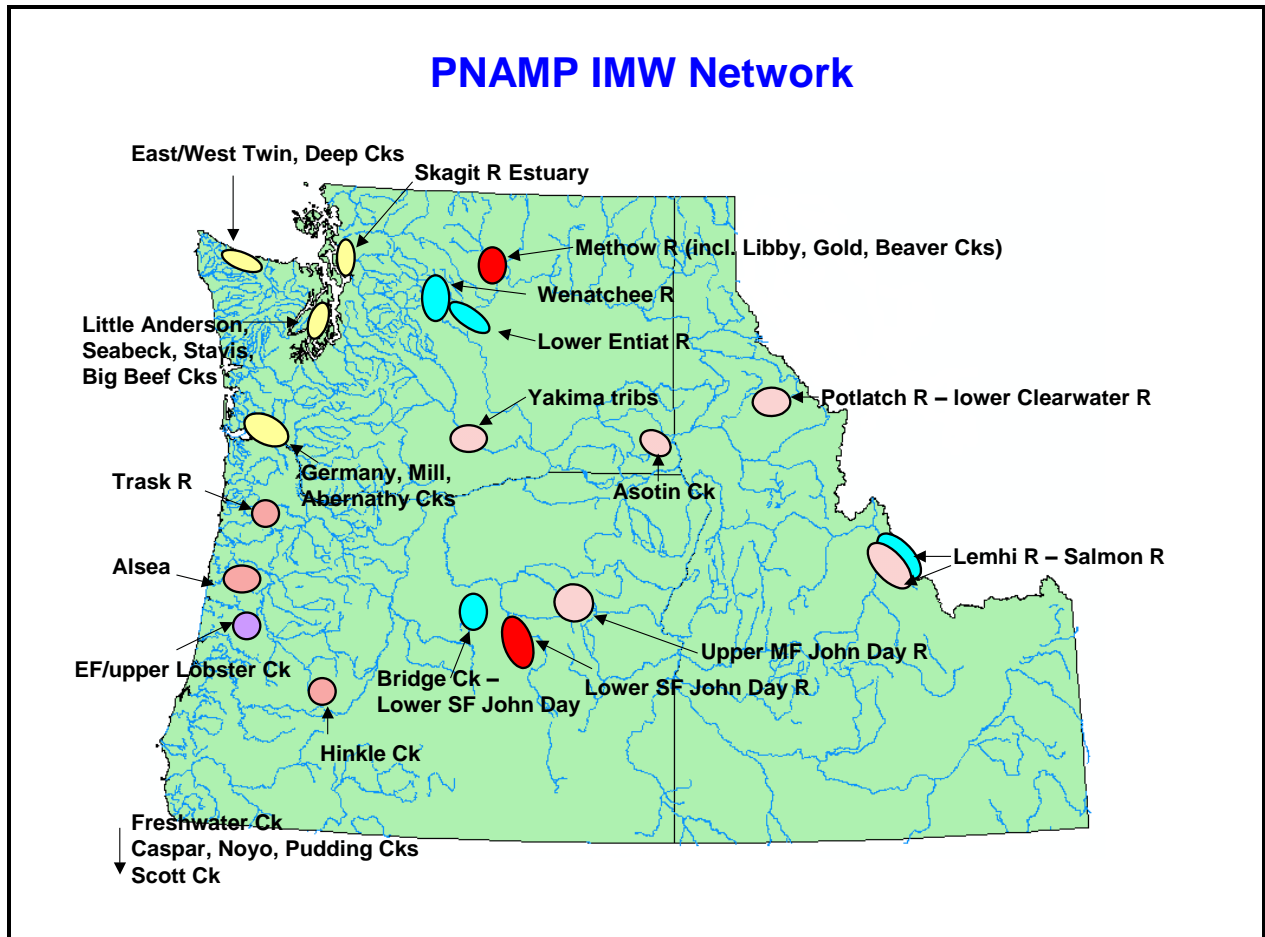 PNAMP IMW Network
East/West Twin, Deep Cks
Skagit R Estuary
Methow R (incl. Libby, Gold, Beaver Cks)
Wenatchee R
Lower Entiat R
Little Anderson,
Seabeck, Stavis,
Big Beef Cks
Yakima tribs
Potlatch R – lower Clearwater R
Germany, Mill,
Abernathy Cks
Asotin Ck
Trask R
Lemhi R – Salmon R
Alsea
EF/upper Lobster Ck
Bridge Ck –
Lower SF John Day
Upper MF John Day R
Lower SF John Day R
Hinkle Ck
Freshwater Ck
Caspar, Noyo, Pudding Cks
Scott Ck